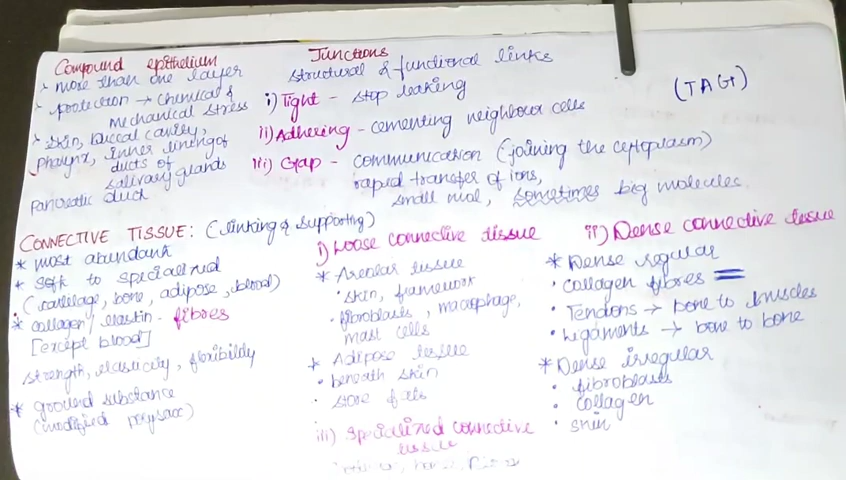 Compound epithelium
> more than one layer
> protection → chemical &
mechanical stress
> skin, buccal cavity,
pharynx, inner lining of
ducts of
salivary glands
pancreatic duct
Junctions
structural & functional links
i) Tight - stop leaking
(TAG)
ii) Adhering - cementing neighbour cells
iii) Gap - communication (joining the cytoplasm)
rapid transfer of ions,
small mol, sometimes big molecules
CONNECTIVE TISSUE: (linking & supporting)
* most abundant
* soft to specialized
(cartilage, bone, adipose, blood)
* collagen / elastin - fibres
[except blood]
strength, elasticity, flexibility
* ground substance
(modified polysacc)
i) Loose connective tissue
* Areolar tissue
· skin, framework
· fibroblasts, macrophage,
mast cells
* Adipose tissue
· beneath skin
· store fats
iii) Specialized connective
tissue
ii) Dense connective tissue
* Dense regular
· collagen fibres =
· Tendons → bone to muscles
· Ligaments → bone to bone
* Dense irregular
· fibroblasts
· collagen
· skin